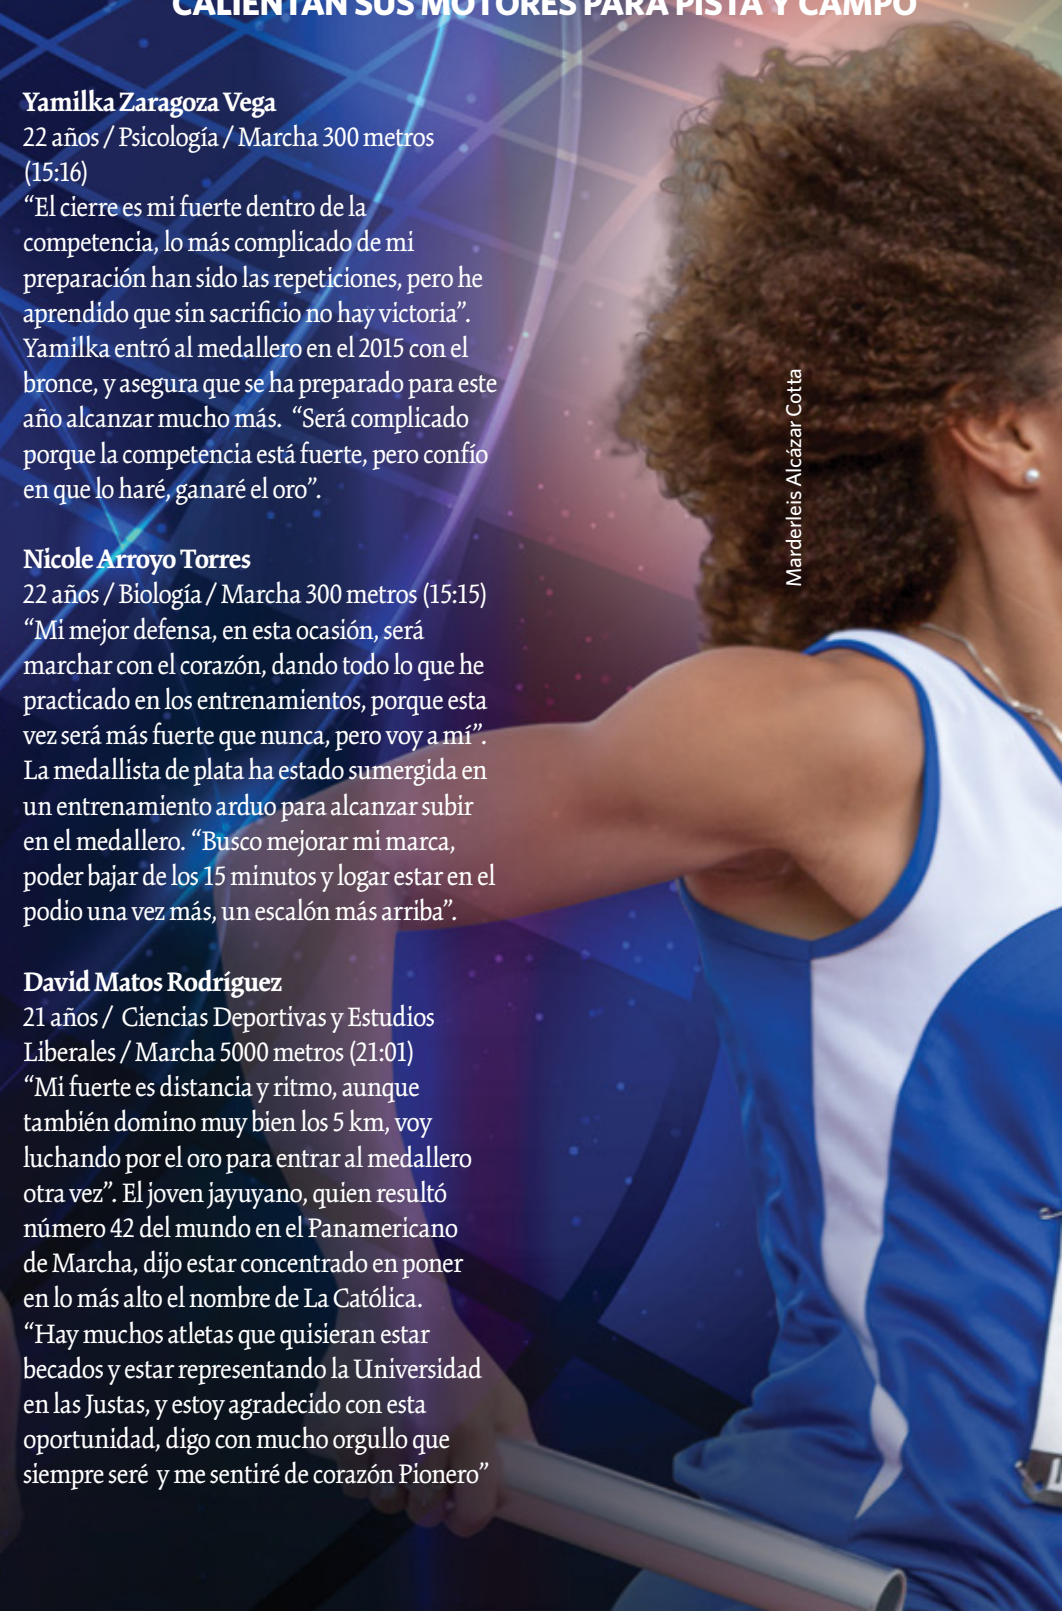 CALIENTAN SUS MOTORES PARA PISTA Y CAMPO
Yamilka Zaragoza Vega
22 años / Psicología / Marcha 300 metros
(15:16)
“El cierre es mi fuerte dentro de la
competencia, lo más complicado de mi
preparación han sido las repeticiones, pero he
aprendido que sin sacrificio no hay victoria”.
Yamilka entró al medallero en el 2015 con el
bronce, y asegura que se ha preparado para este
año alcanzar mucho más. “Será complicado
porque la competencia está fuerte, pero confío
en que lo haré, ganaré el oro”.
Nicole Arroyo Torres
22 años / Biología / Marcha 300 metros (15:15)
“Mi mejor defensa, en esta ocasión, será
marchar con el corazón, dando todo lo que he
practicado en los entrenamientos, porque esta
vez será más fuerte que nunca, pero voy a mí”.
La medallista de plata ha estado sumergida en
un entrenamiento arduo para alcanzar subir
en el medallero. “Busco mejorar mi marca,
poder bajar de los 15 minutos y logar estar en el
podio una vez más, un escalón más arriba”.
David Matos Rodríguez
21 años / Ciencias Deportivas y Estudios
Liberales / Marcha 5000 metros (21:01)
“Mi fuerte es distancia y ritmo, aunque
también domino muy bien los 5 km, voy
luchando por el oro para entrar al medallero
otra vez”. El joven jayuyano, quien resultó
número 42 del mundo en el Panamericano
de Marcha, dijo estar concentrado en poner
en lo más alto el nombre de La Católica.
“Hay muchos atletas que quisieran estar
becados y estar representando la Universidad
en las Justas, y estoy agradecido con esta
oportunidad, digo con mucho orgullo que
siempre seré y me sentiré de corazón Pionero”
Marderleis Alcázar Cotta